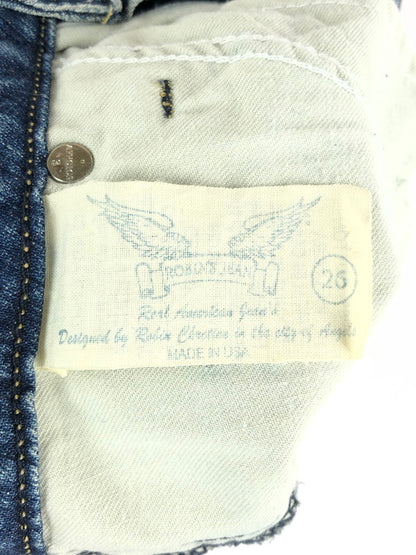 ROBIN'S JEAN
26
Real American Jean's
Designed by Robin Chretien in the city of Angels
MADE IN USA